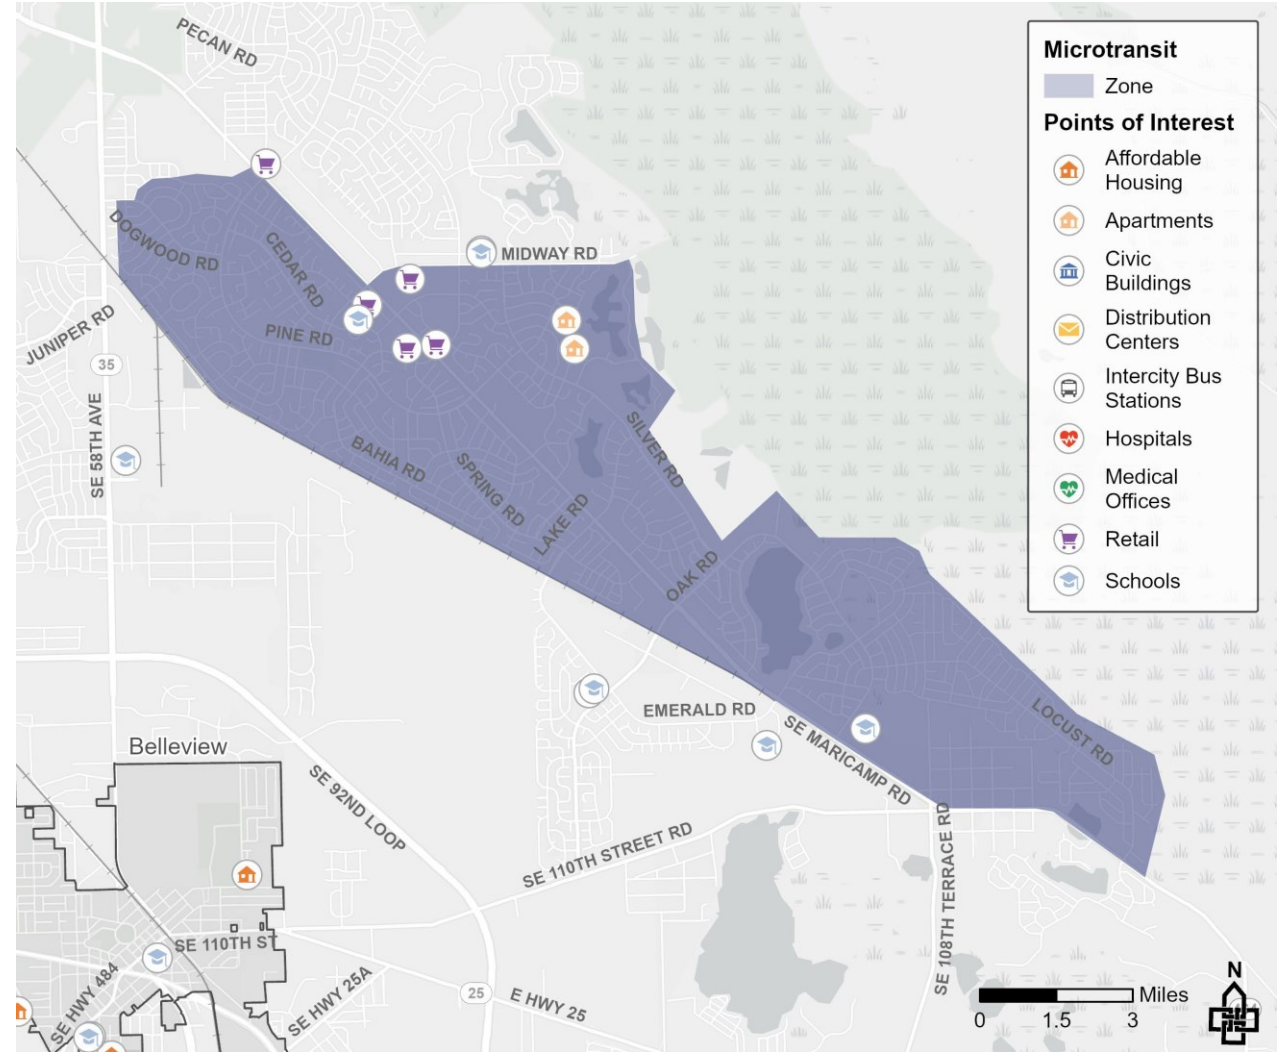 PECAN RD
DOGWOOD RD
CEDAR RD
MIDWAY RD
JUNIPER RD
PINE RD
35
SE 58TH AVE
BAHIA RD
SPRING RD
SILVER RD
LAKE RD
OAK RD
EMERALD RD
SE MARICAMP RD
LOCUST RD
Belleview
SE 92ND LOOP
SE 110TH STREET RD
SE 108TH TERRACE RD
SE 110TH ST
SE HWY 484
SE HWY 25A
25
E HWY 25
Microtransit
Zone
Points of Interest
Affordable
Housing
Apartments
Civic
Buildings
Distribution
Centers
Intercity Bus
Stations
Hospitals
Medical
Offices
Retail
Schools
N
Miles
0 1.5 3